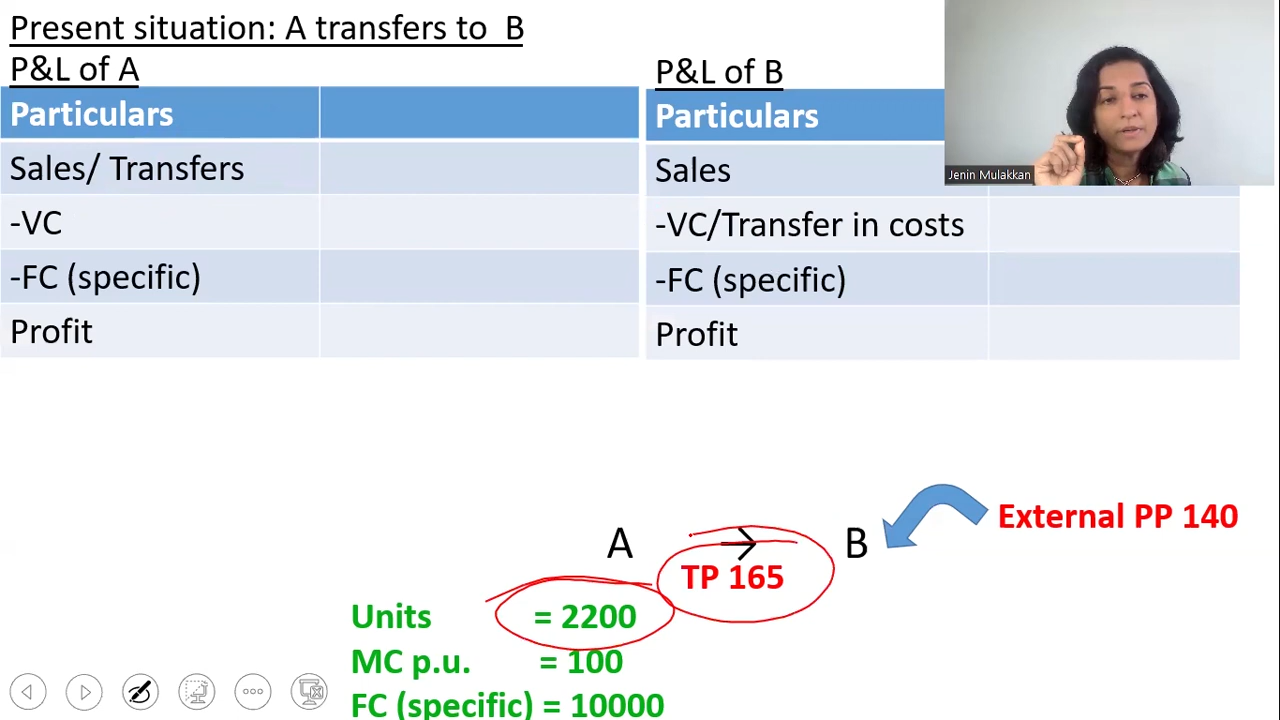 Present situation: A transfers to B
P&L of A
Particulars
Sales/ Transfers
-VC
-FC (specific)
Profit
P&L of B
Particulars
Sales
-VC/Transfer in costs
-FC (specific)
Profit
Jenin Mulakkan
External PP 140
A → B
TP 165
Units = 2200
MC p.u. = 100
FC (specific) = 10000